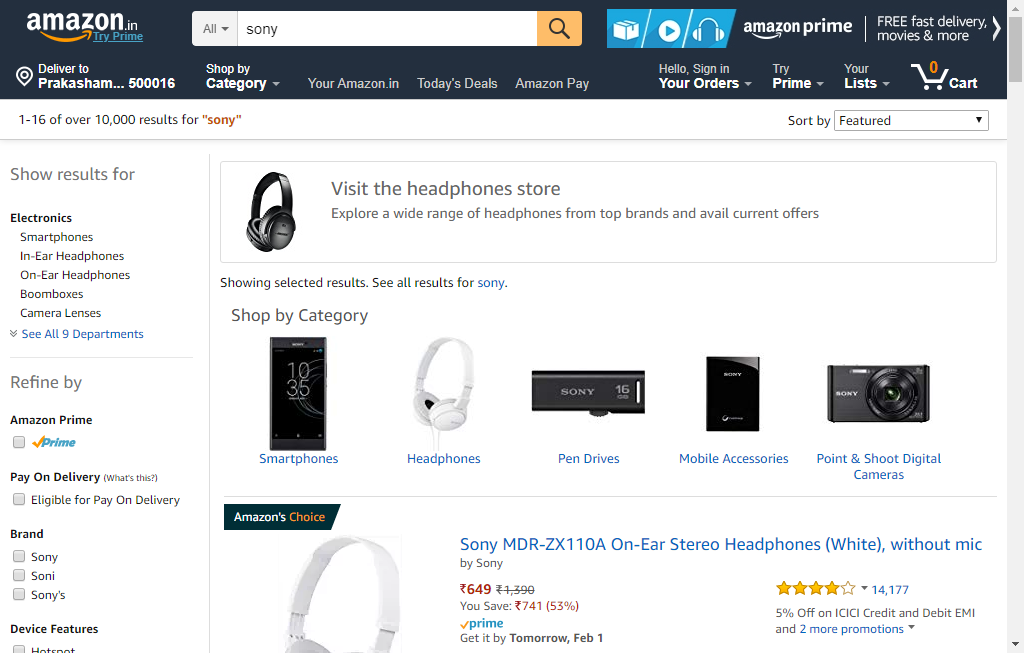 amazon.in
Try Prime
All
sony
amazon prime
FREE fast delivery, movies & more
Deliver to
Prakasham... 500016
Shop by
Category
Your Amazon.in
Today's Deals
Amazon Pay
Hello, Sign in
Your Orders
Try
Prime
Your
Lists
0
Cart
1-16 of over 10,000 results for "sony"
Sort by
Featured
Show results for
Electronics
Smartphones
In-Ear Headphones
On-Ear Headphones
Boomboxes
Camera Lenses
See All 9 Departments
Refine by
Amazon Prime
Prime
Pay On Delivery (What's this?)
Eligible for Pay On Delivery
Brand
Sony
Soni
Sony's
Device Features
Hotspot
Visit the headphones store
Explore a wide range of headphones from top brands and avail current offers
Showing selected results. See all results for sony.
Shop by Category
SONY
10
35
SONY
16
GB
SONY
SONY
Smartphones
Headphones
Pen Drives
Mobile Accessories
Point & Shoot Digital
Cameras
Amazon's Choice
Sony MDR-ZX110A On-Ear Stereo Headphones (White), without mic
by Sony
₹649 ₹1,390
You Save: ₹741 (53%)
prime
Get it by Tomorrow, Feb 1
14,177
5% Off on ICICI Credit and Debit EMI
and 2 more promotions